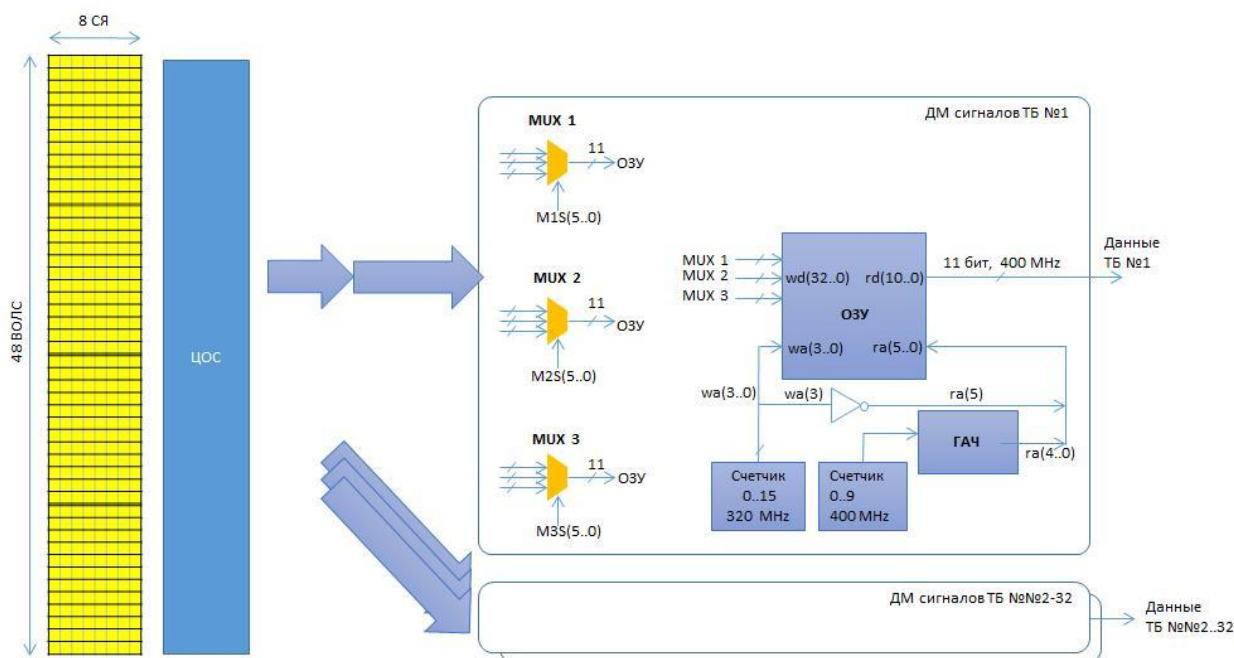 8 СЯ
48 ВОЛС
ЦОС
ДМ сигналов ТБ №1
MUX 1
11
ОЗУ
M1S(5..0)
MUX 2
11
ОЗУ
M2S(5..0)
MUX 3
11
ОЗУ
M3S(5..0)
MUX 1
MUX 2
MUX 3
wd(32..0) rd(10..0)
ОЗУ
wa(3..0) ra(5..0)
11 бит, 400 MHz
Данные
ТБ №1
wa(3..0)
wa(3)
ra(5)
ГАЧ
ra(4..0)
Счетчик
0..15
320 MHz
Счетчик
0..9
400 MHz
ДМ сигналов ТБ №№2-32
Данные
ТБ №№2..32